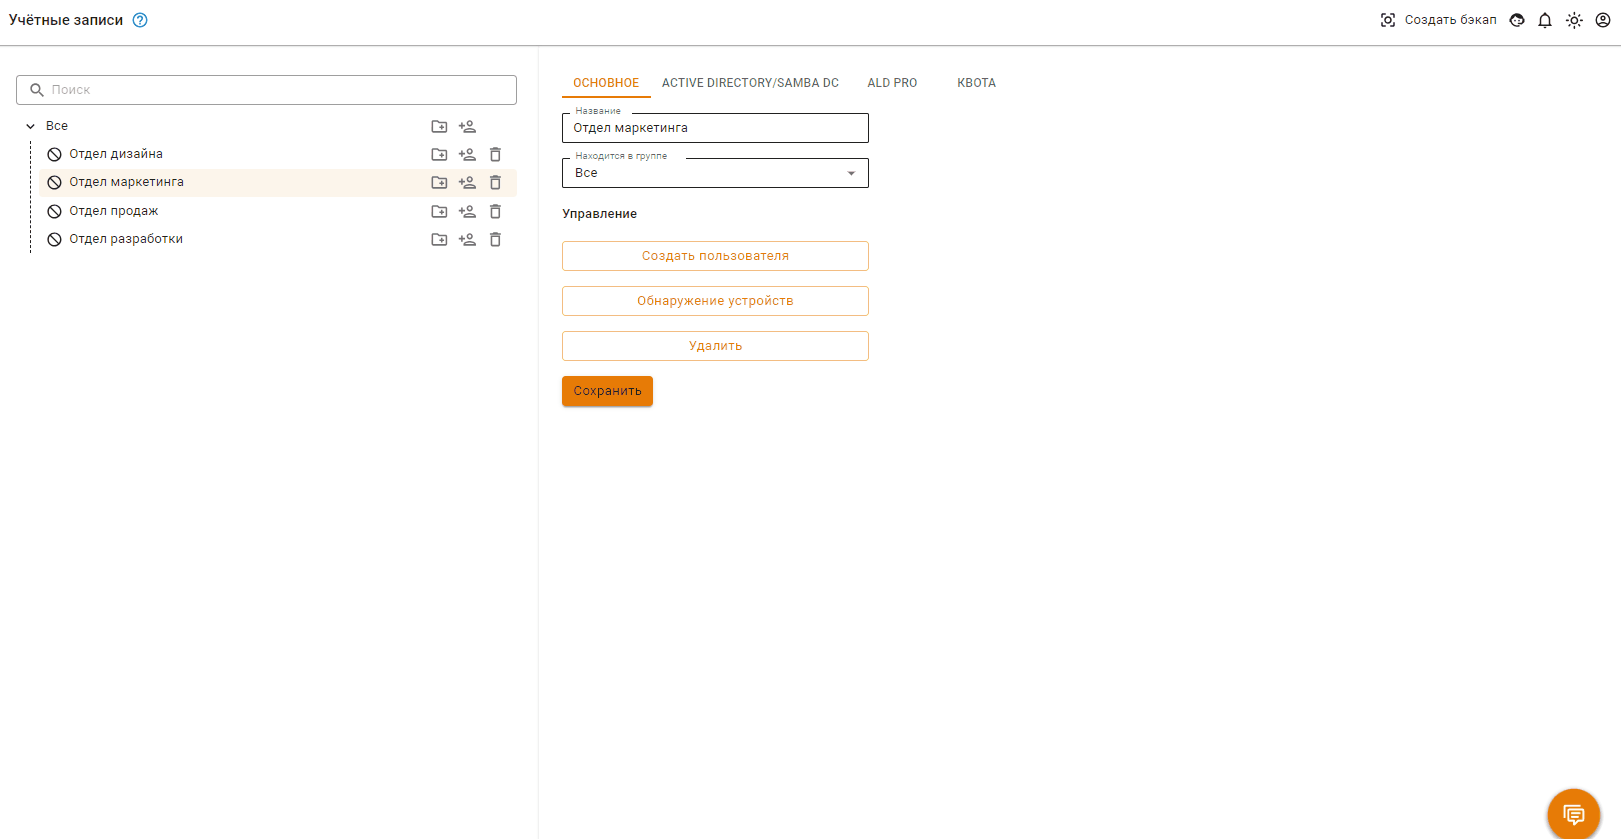 Учётные записи
Создать бэкап
Поиск
Все
Отдел дизайна
Отдел маркетинга
Отдел продаж
Отдел разработки
ОСНОВНОЕ ACTIVE DIRECTORY/SAMBA DC ALD PRO КВОТА
Название
Отдел маркетинга
Находится в группе
Все
Управление
Создать пользователя
Обнаружение устройств
Удалить
Сохранить